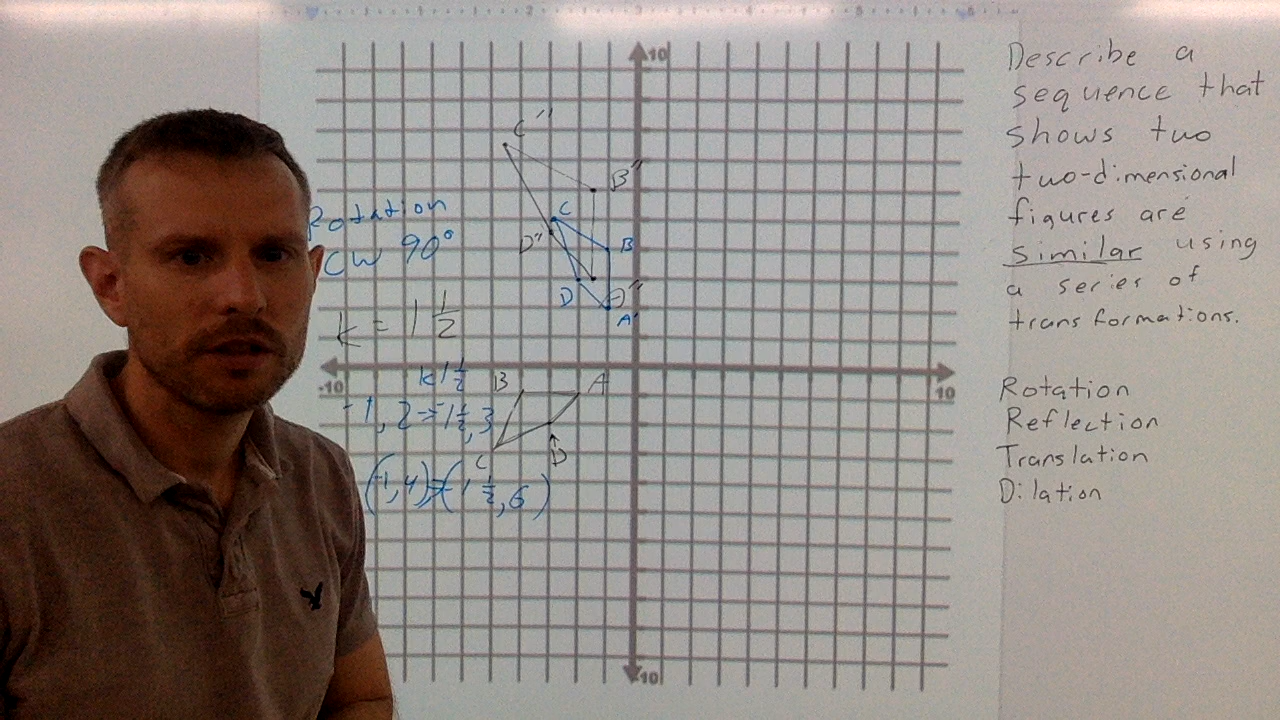 10
C"
B"
Rotation
CW 90°
C
D"
B
D
A'
k = 1 1/2
k 1 1/2
-10
B
A
10
-1, 2 → -1 1/2, 3
C
D
(-1, 4) → (-1 1/2, 6)
-10
Describe a
sequence that
shows two
two-dimensional
figures are
similar using
a series of
transformations.
Rotation
Reflection
Translation
Dilation